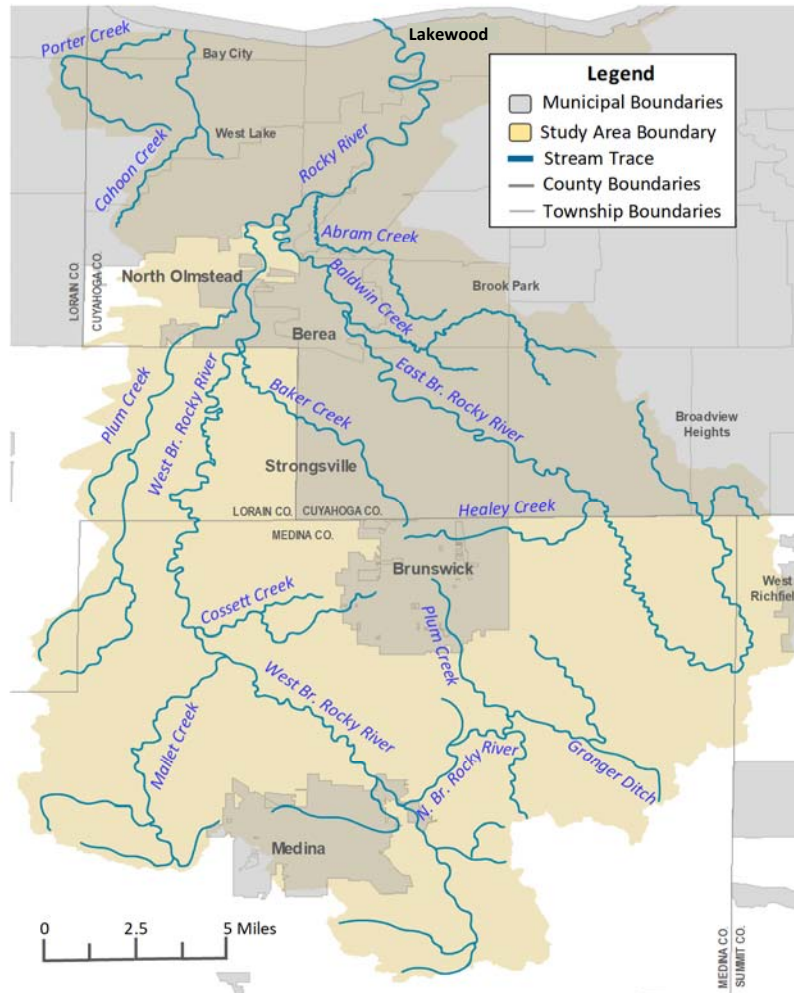 Lakewood
Porter Creek
Bay City
Legend
Municipal Boundaries
Study Area Boundary
Stream Trace
County Boundaries
Township Boundaries
West Lake
Rocky River
Cahoon Creek
Abram Creek
North Olmstead
Baldwin Creek
Brook Park
LORAIN CO.
CUYAHOGA CO.
Berea
East Br. Rocky River
Plum Creek
West Br. Rocky River
Baker Creek
Broadview
Heights
Strongsville
LORAIN CO.
CUYAHOGA CO.
Healey Creek
MEDINA CO.
Brunswick
West
Richfiel
Cossett Creek
Plum Creek
West Br. Rocky River
Mallet Creek
N. Br. Rocky River
Granger Ditch
Medina
0 2.5 5 Miles
MEDINA CO.
SUMMIT CO.